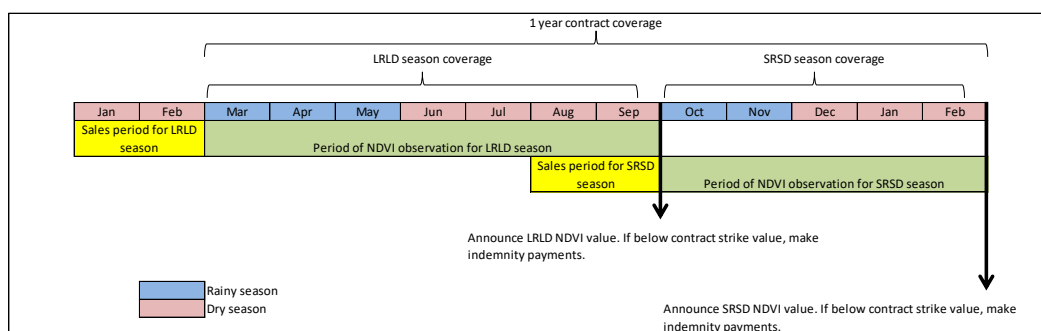 1 year contract coverage
LRLD season coverage
SRSD season coverage
Jan Feb Mar Apr May Jun Jul Aug Sep Oct Nov Dec Jan Feb
Sales period for LRLD
season
Period of NDVI observation for LRLD season
Sales period for SRSD
season
Period of NDVI observation for SRSD season
Announce LRLD NDVI value. If below contract strike value, make
indemnity payments.
Rainy season
Dry season
Announce SRSD NDVI value. If below contract strike value, make
indemnity payments.